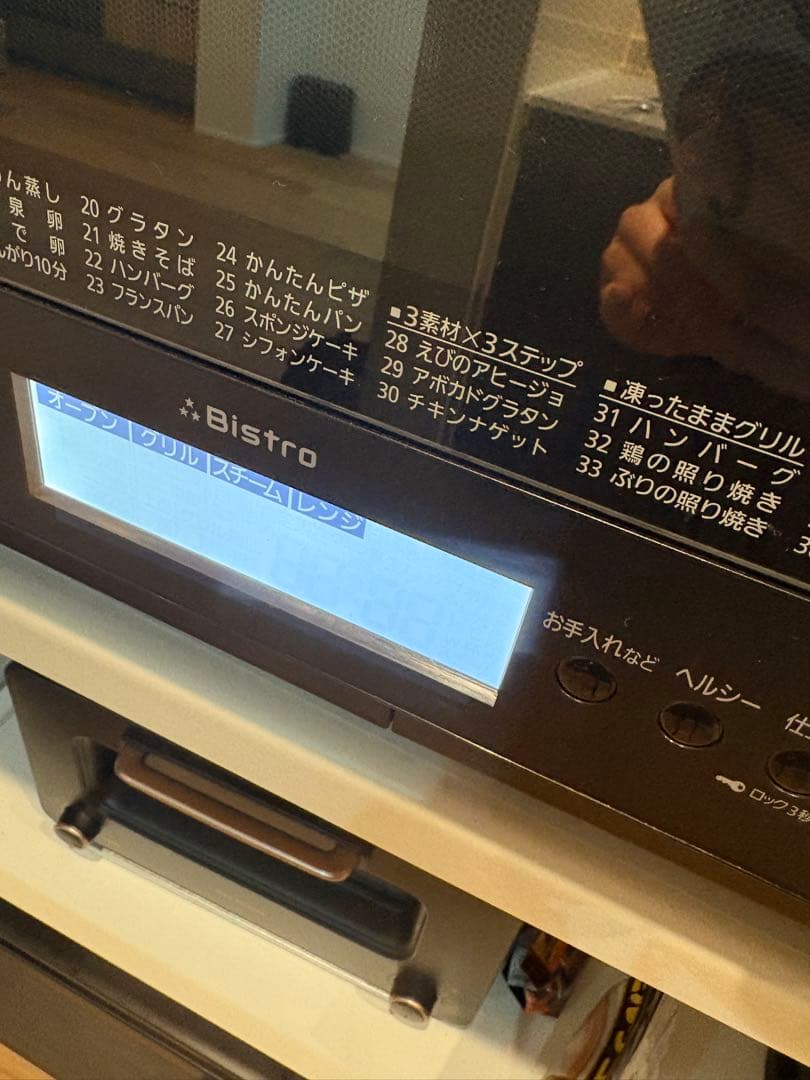 ん蒸し
泉 卵
で 卵
がり10分
20 グラタン
21 焼きそば
22 ハンバーグ
23 フランスパン
24 かんたんピザ
25 かんたんパン
26 スポンジケーキ
27 シフォンケーキ
■3素材×3ステップ
28 えびのアヒージョ
29 アボカドグラタン
30 チキンナゲット
■凍ったままグリル
31 ハンバーグ
32 鶏の照り焼き
33 ぶりの照り焼き
Bistro
オーブン|グリル|スチーム|レンジ
お手入れなど
ヘルシー
仕
ロック3秒